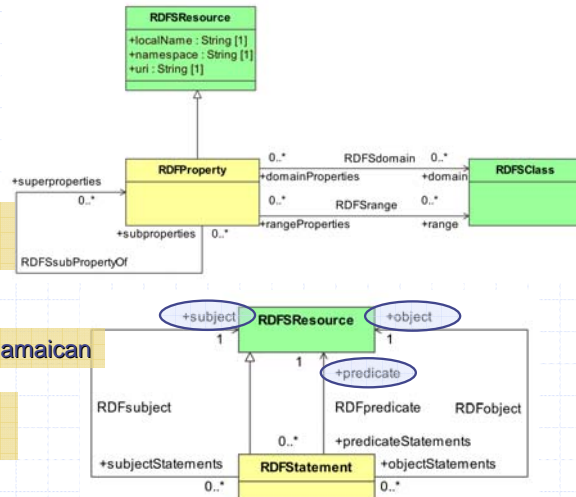 RDFSResource
+localName : String [1]
+namespace : String [1]
+uri : String [1]
RDFProperty
0..* RDFSdomain 0..*
+domainProperties +domain
RDFSClass
0..* RDFSrange 0..*
+rangeProperties +range
+superproperties
0..*
+subproperties 0..*
RDFSsubPropertyOf
+subject
1
RDFSResource
+object
1
amaican
1
+predicate
RDFsubject
RDFpredicate
RDFobject
0..*
+predicateStatements
+subjectStatements
0..*
RDFStatement
+objectStatements
0..*